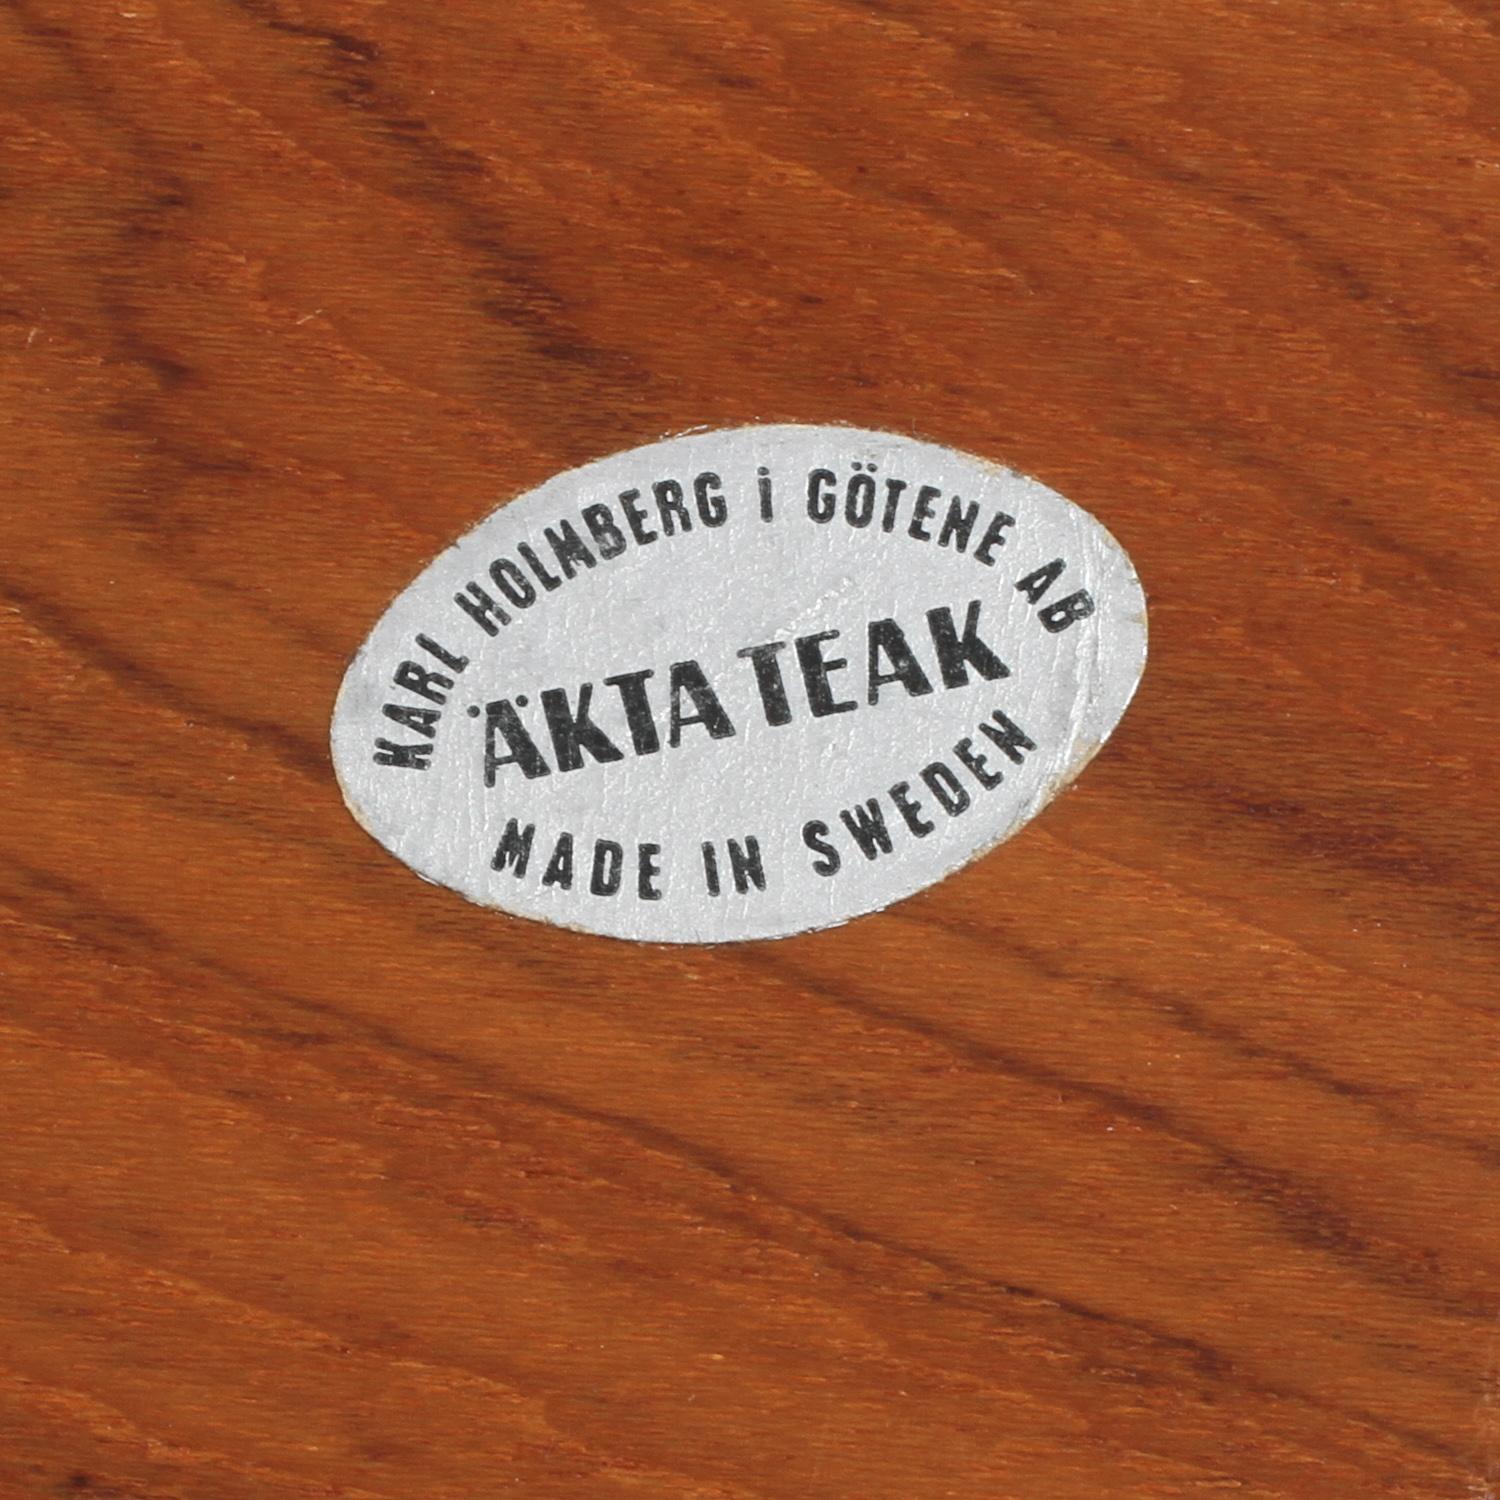 KARL HOLMBERG i GÖTENE AB
ÄKTA TEAK
MADE IN SWEDEN